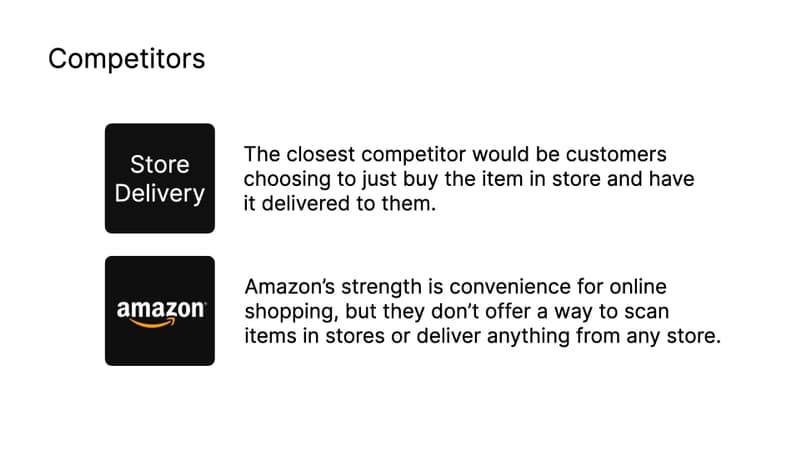 Competitors
Store
Delivery
The closest competitor would be customers
choosing to just buy the item in store and have
it delivered to them.
amazon
Amazon’s strength is convenience for online
shopping, but they don’t offer a way to scan
items in stores or deliver anything from any store.